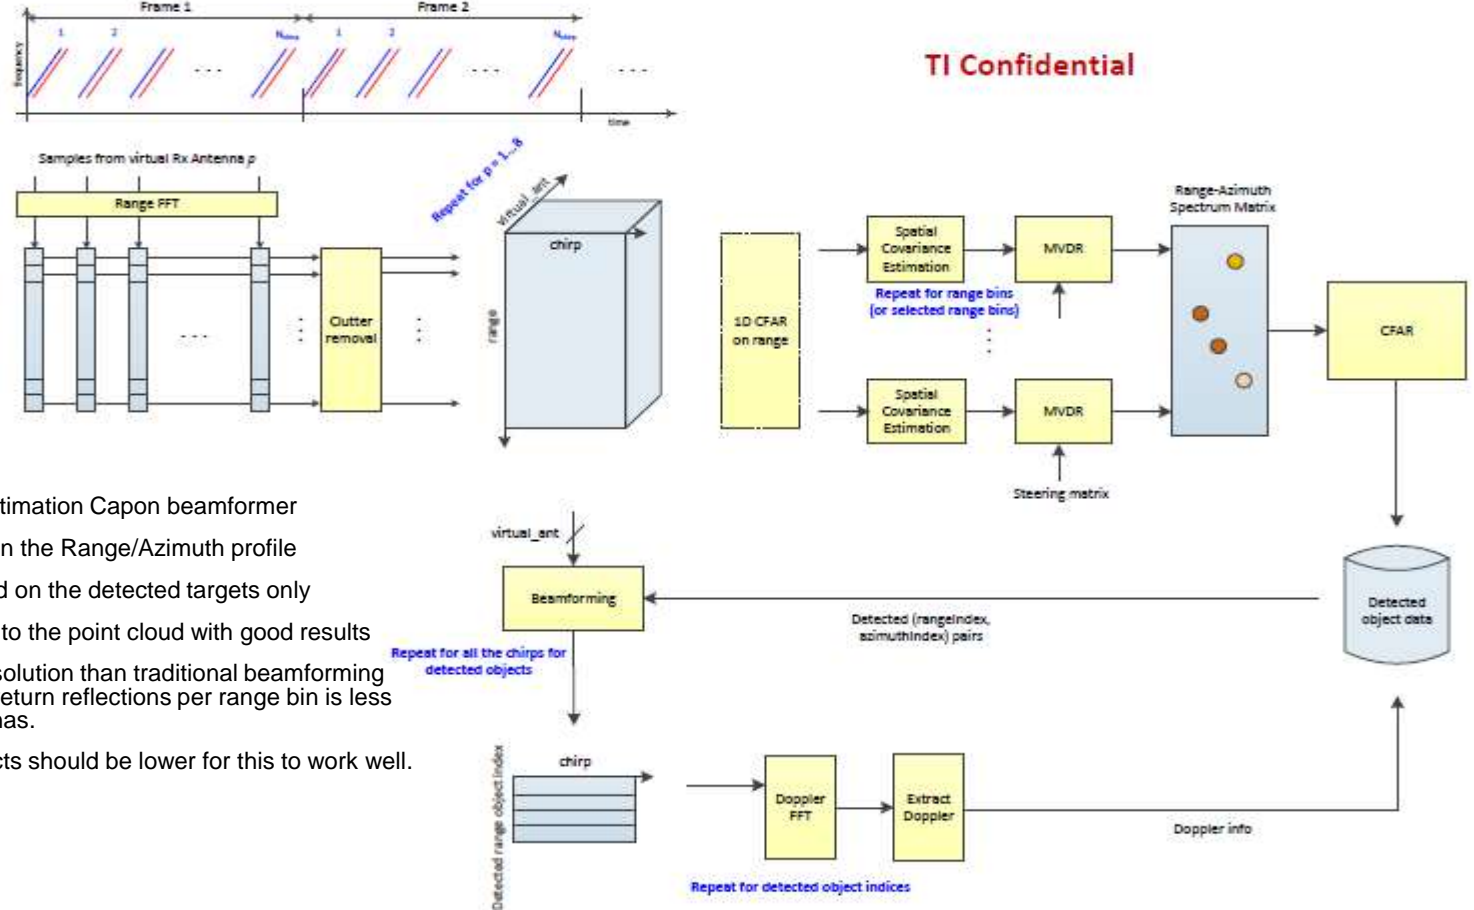 Frame 1
Frame 2
frequency
1
2
1
2
time
TI Confidential
Samples from virtual Rx Antenna p
Range FFT
Clutter
removal
Repeat for p = 1...8
virtual_ant
chirp
range
1D CFAR
on range
Spatial
Covariance
Estimation
MVDR
Repeat for range bins
(or selected range bins)
Spatial
Covariance
Estimation
MVDR
Steering matrix
Range-Azimuth
Spectrum Matrix
CFAR
Detected
object data
Detected (rangeIndex,
azimuthIndex) pairs
virtual_ant
Beamforming
Repeat for all the chirps for
detected objects
timation Capon beamformer
n the Range/Azimuth profile
d on the detected targets only
to the point cloud with good results
solution than traditional beamforming
eturn reflections per range bin is less
nas.
cts should be lower for this to work well.
Detected range object index
chirp
Doppler
FFT
Extract
Doppler
Doppler info
Repeat for detected object indices